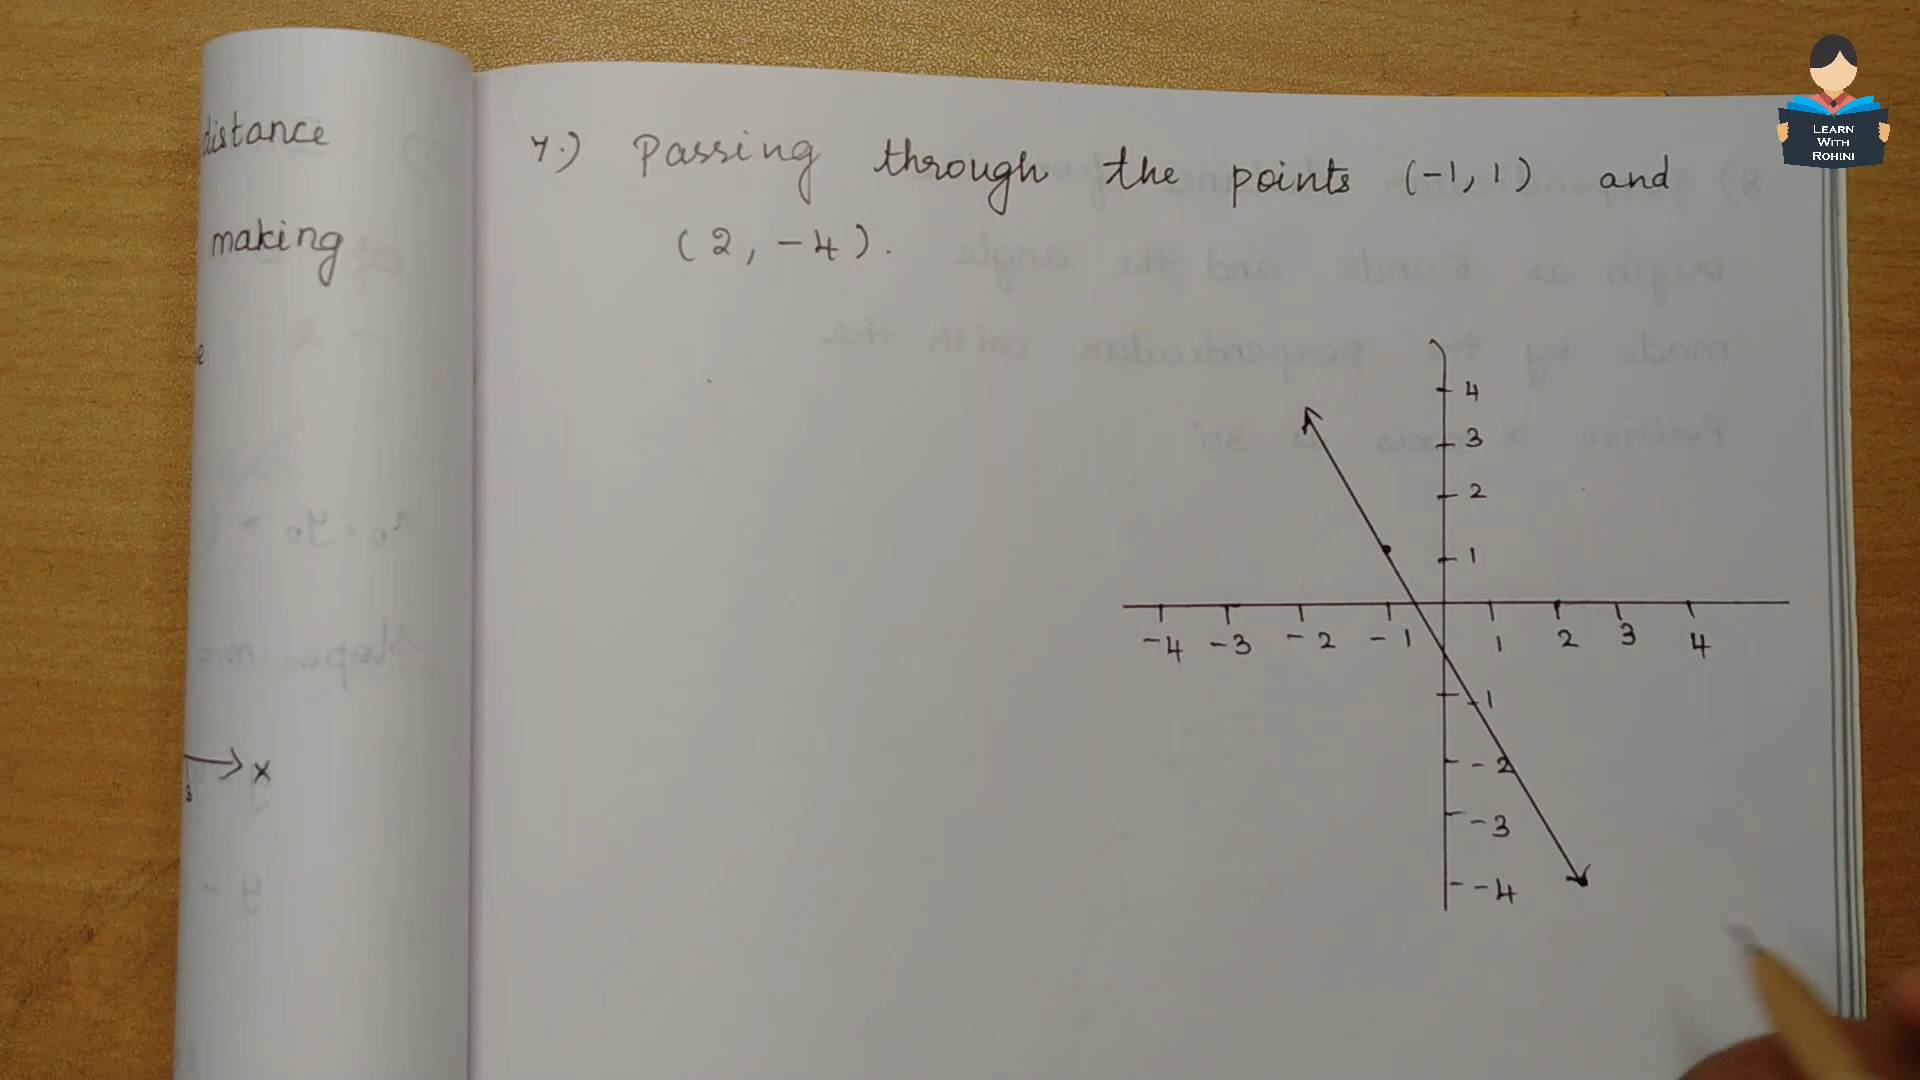 distance
making
x
3
7.) Passing through the points (-1, 1) and
(2, -4).
4
3
2
1
-4 -3 -2 -1 1 2 3 4
-1
-2
-3
-4
LEARN
WITH
ROHINI